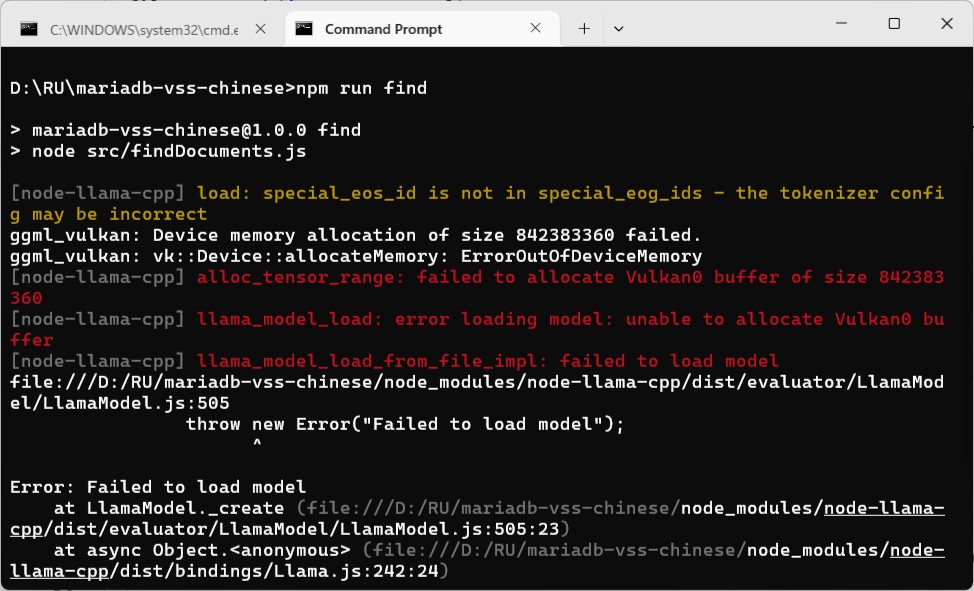 C:\WINDOWS\system32\cmd.e
Command Prompt
D:\RU\mariadb-vss-chinese>npm run find
> mariadb-vss-chinese@1.0.0 find
> node src/findDocuments.js
[node-llama-cpp] load: special_eos_id is not in special_eog_ids - the tokenizer confi
g may be incorrect
ggml_vulkan: Device memory allocation of size 842383360 failed.
ggml_vulkan: vk::Device::allocateMemory: ErrorOutOfDeviceMemory
[node-llama-cpp] alloc_tensor_range: failed to allocate Vulkan0 buffer of size 842383
360
[node-llama-cpp] llama_model_load: error loading model: unable to allocate Vulkan0 bu
ffer
[node-llama-cpp] llama_model_load_from_file_impl: failed to load model
file:///D:/RU/mariadb-vss-chinese/node_modules/node-llama-cpp/dist/evaluator/LlamaMod
el/LlamaModel.js:505
throw new Error("Failed to load model");
^
Error: Failed to load model
at LlamaModel._create (file:///D:/RU/mariadb-vss-chinese/node_modules/node-llama-
cpp/dist/evaluator/LlamaModel/LlamaModel.js:505:23)
at async Object.<anonymous> (file:///D:/RU/mariadb-vss-chinese/node_modules/node-
llama-cpp/dist/bindings/Llama.js:242:24)